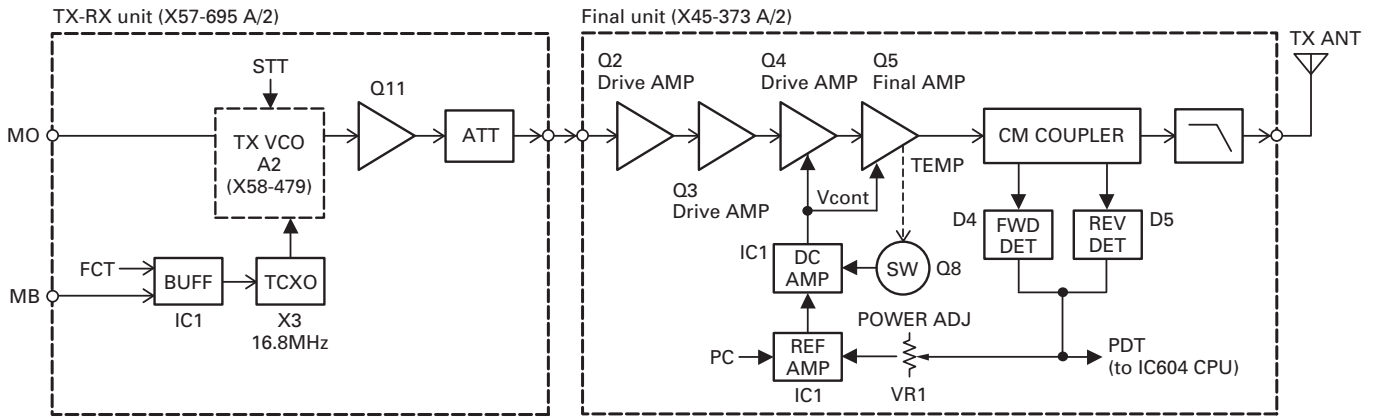 TX-RX unit (X57-695 A/2)
Final unit (X45-373 A/2)
TX ANT
STT
Q11
Q2
Drive AMP
Q4
Drive AMP
Q5
Final AMP
MO
TX VCO
A2
(X58-479)
ATT
CM COUPLER
TEMP
Q3
Drive AMP
Vcont
D4
FWD
DET
REV
DET
D5
IC1
DC
AMP
SW
Q8
FCT
MB
BUFF
TCXO
IC1
X3
16.8MHz
POWER ADJ
PC
REF
AMP
PDT
(to IC604 CPU)
IC1
VR1